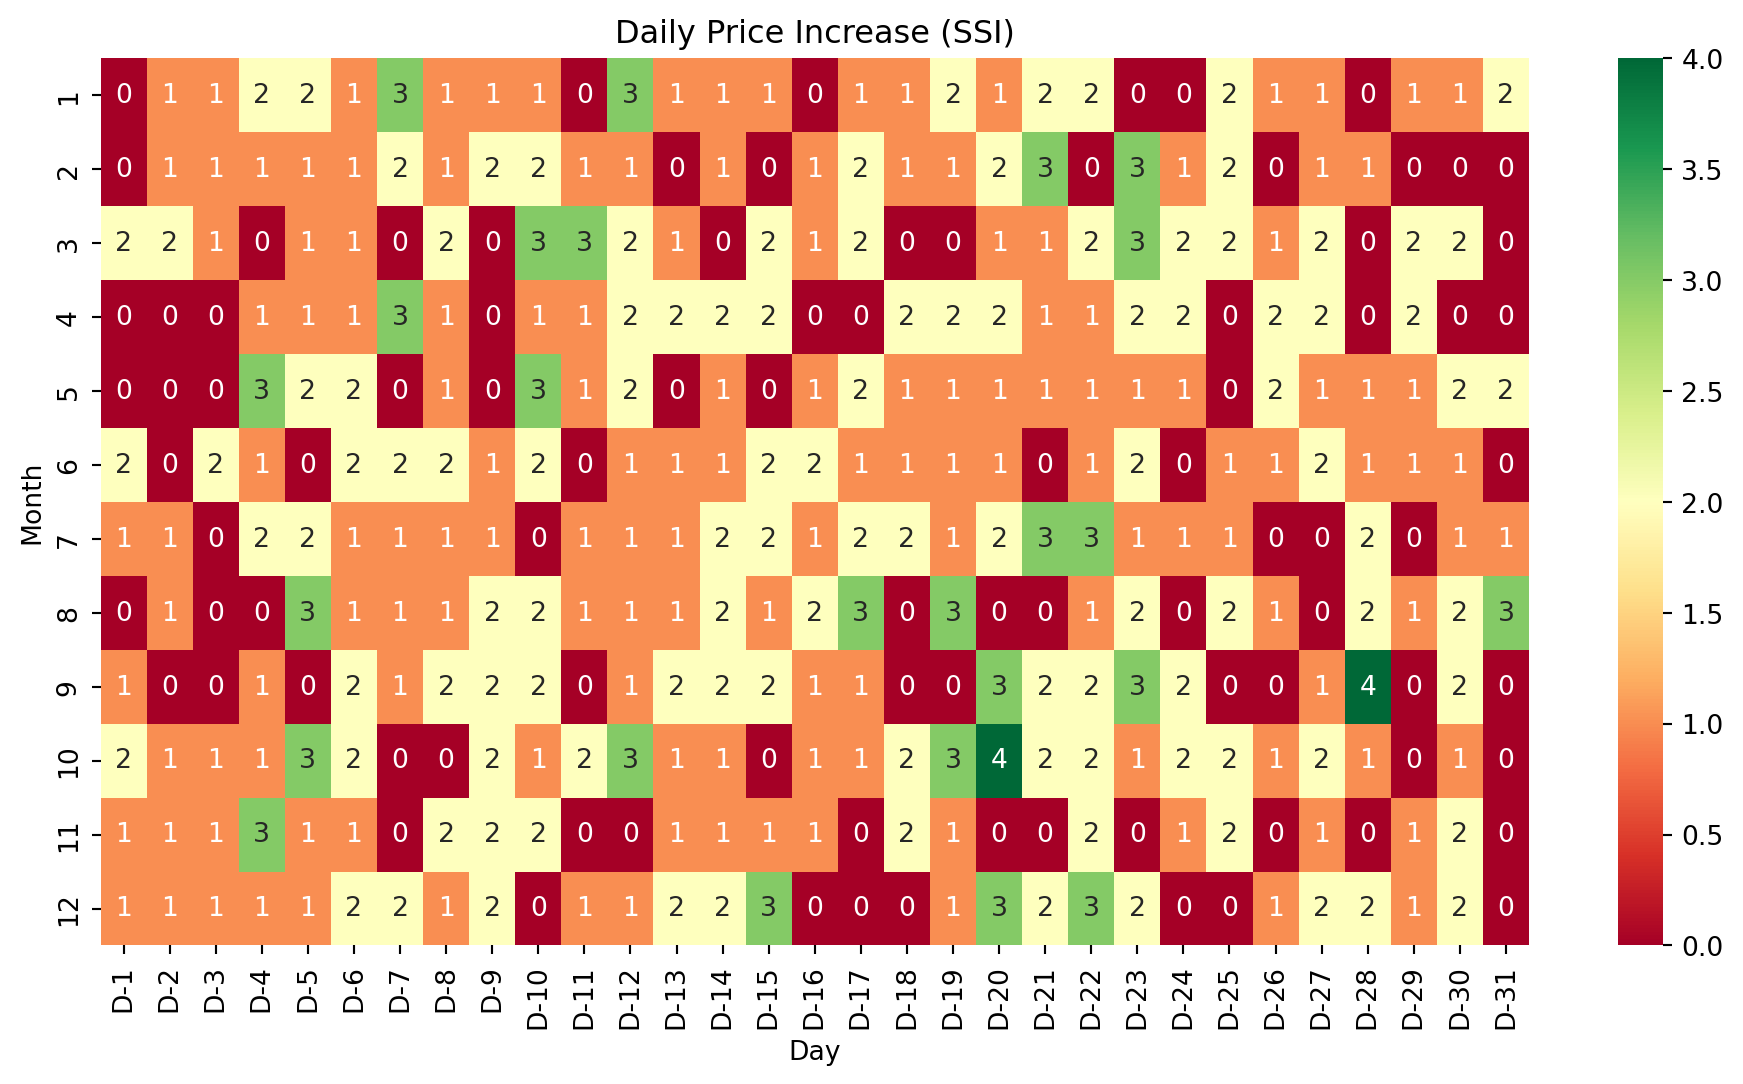 Daily Price Increase (SSI)
1 0 1 1 2 2 1 3 1 1 1 0 3 1 1 1 0 1 1 2 1 2 2 0 0 2 1 1 0 1 1 2
2 0 1 1 1 1 1 2 1 2 2 1 1 0 1 0 1 2 1 1 2 3 0 3 1 2 0 1 1 0 0 0
3 2 2 1 0 1 1 0 2 0 3 3 2 1 0 2 1 2 0 0 1 1 2 3 2 2 1 2 0 2 2 0
4 0 0 0 1 1 1 3 1 0 1 1 2 2 2 2 0 0 2 2 2 1 1 2 2 0 2 2 0 2 0 0
5 0 0 0 3 2 2 0 1 0 3 1 2 0 1 0 1 2 1 1 1 1 1 1 1 0 2 1 1 1 2 2
6 2 0 2 1 0 2 2 2 1 2 0 1 1 1 2 2 1 1 1 1 0 1 2 0 1 1 2 1 1 1 0
7 1 1 0 2 2 1 1 1 1 0 1 1 1 2 2 1 2 2 1 2 3 3 1 1 1 0 0 2 0 1 1
8 0 1 0 0 3 1 1 1 2 2 1 1 1 2 1 2 3 0 3 0 0 1 2 0 2 1 0 2 1 2 3
9 1 0 0 1 0 2 1 2 2 2 0 1 2 2 2 1 1 0 0 3 2 2 3 2 0 0 1 4 0 2 0
10 2 1 1 1 3 2 0 0 2 1 2 3 1 1 0 1 1 2 3 4 2 2 1 2 2 1 2 1 0 1 0
11 1 1 1 3 1 1 0 2 2 2 0 0 1 1 1 1 0 2 1 0 0 2 0 1 2 0 1 0 1 2 0
12 1 1 1 1 1 2 2 1 2 0 1 1 2 2 3 0 0 0 1 3 2 3 2 0 0 1 2 2 1 2 0
Month
D-1 D-2 D-3 D-4 D-5 D-6 D-7 D-8 D-9 D-10 D-11 D-12 D-13 D-14 D-15 D-16 D-17 D-18 D-19 D-20 D-21 D-22 D-23 D-24 D-25 D-26 D-27 D-28 D-29 D-30 D-31
Day
4.0
3.5
3.0
2.5
2.0
1.5
1.0
0.5
0.0